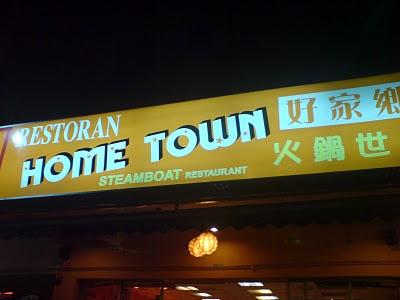 RESTORAN
HOME TOWN 好家鄉
STEAMBOAT RESTAURANT 火鍋世